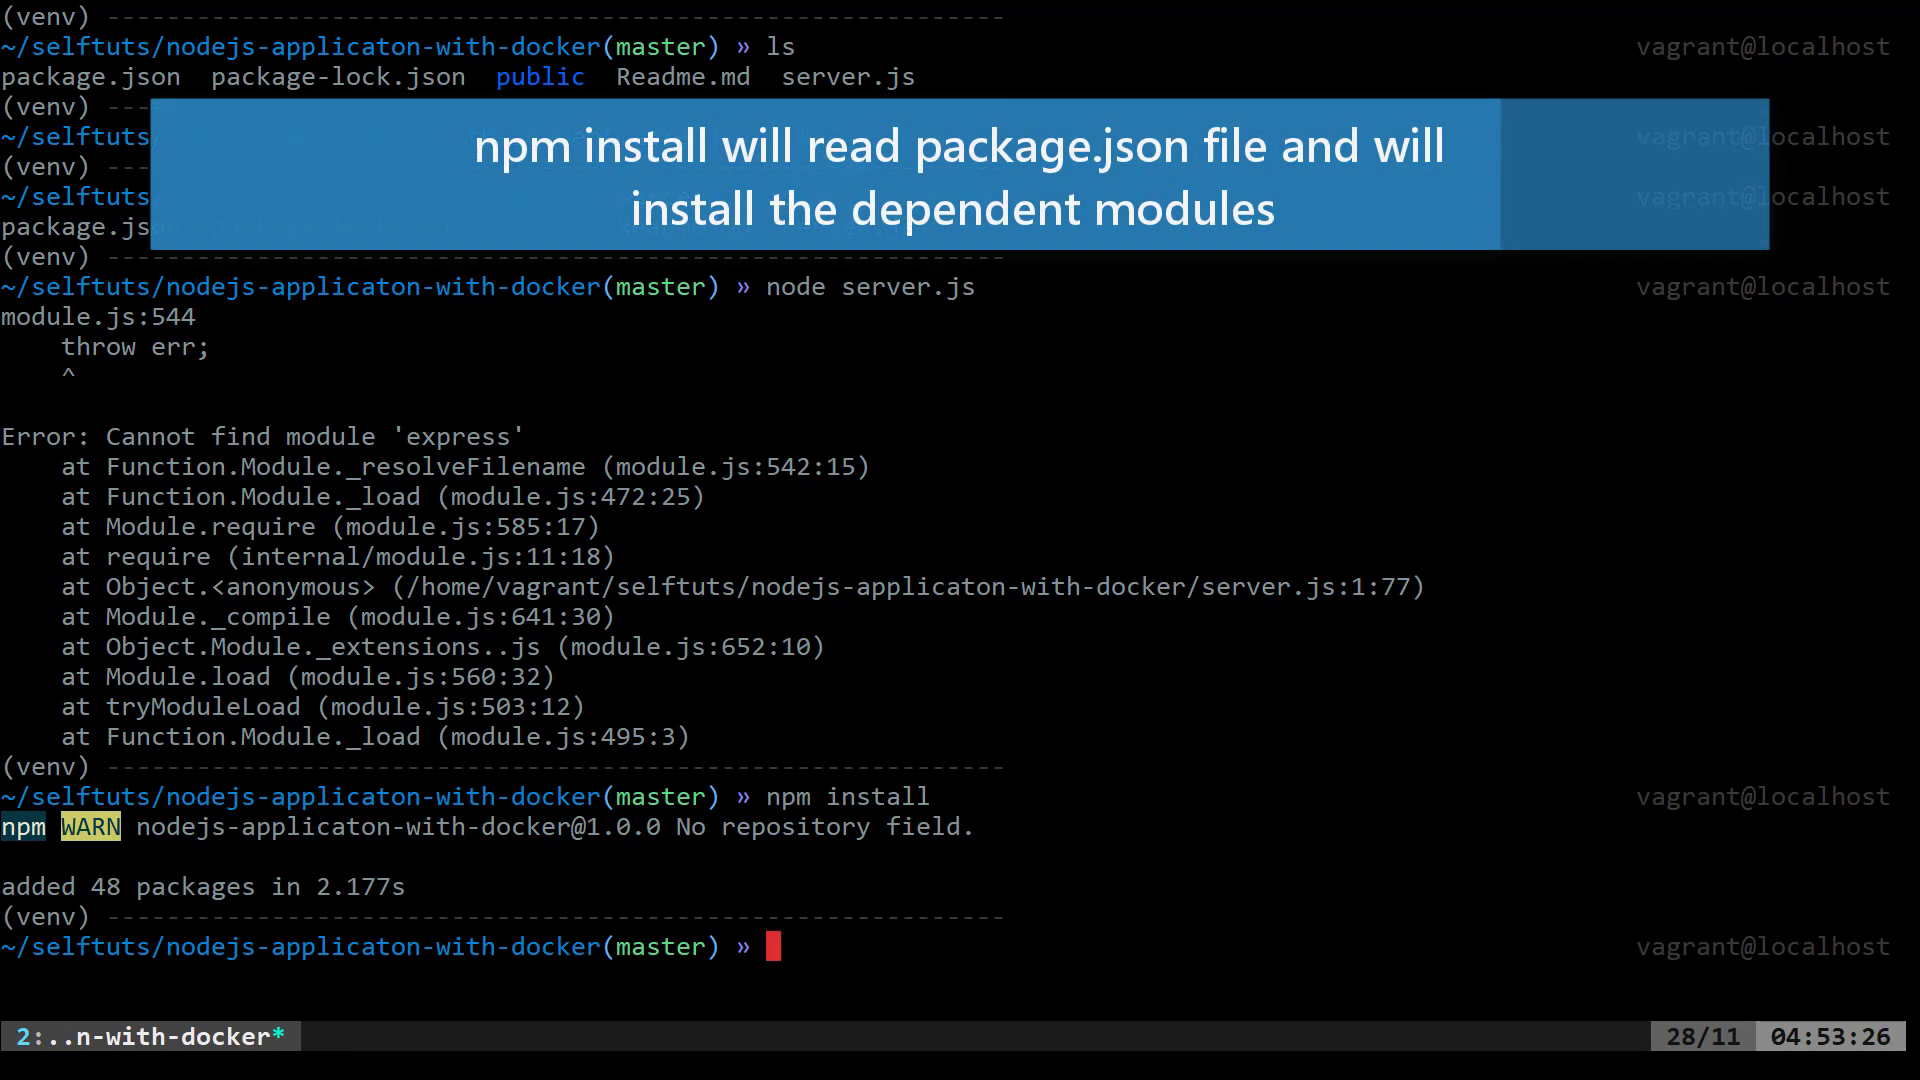 (venv) ------------------------------------------------------------
~/selftuts/nodejs-applicaton-with-docker(master) » ls vagrant@localhost
package.json package-lock.json public Readme.md server.js
(venv) ---
npm install will read package.json file and will
install the dependent modules
~/selftuts/ vagrant@localhost
(venv) ---
~/selftuts/ vagrant@localhost
package.js
(venv) ------------------------------------------------------------
~/selftuts/nodejs-applicaton-with-docker(master) » node server.js vagrant@localhost
module.js:544
    throw err;
    ^
Error: Cannot find module 'express'
    at Function.Module._resolveFilename (module.js:542:15)
    at Function.Module._load (module.js:472:25)
    at Module.require (module.js:585:17)
    at require (internal/module.js:11:18)
    at Object.<anonymous> (/home/vagrant/selftuts/nodejs-applicaton-with-docker/server.js:1:77)
    at Module._compile (module.js:641:30)
    at Object.Module._extensions..js (module.js:652:10)
    at Module.load (module.js:560:32)
    at tryModuleLoad (module.js:503:12)
    at Function.Module._load (module.js:495:3)
(venv) ------------------------------------------------------------
~/selftuts/nodejs-applicaton-with-docker(master) » npm install vagrant@localhost
npm WARN nodejs-applicaton-with-docker@1.0.0 No repository field.
added 48 packages in 2.177s
(venv) ------------------------------------------------------------
~/selftuts/nodejs-applicaton-with-docker(master) » vagrant@localhost
2:..n-with-docker* 28/11 04:53:26